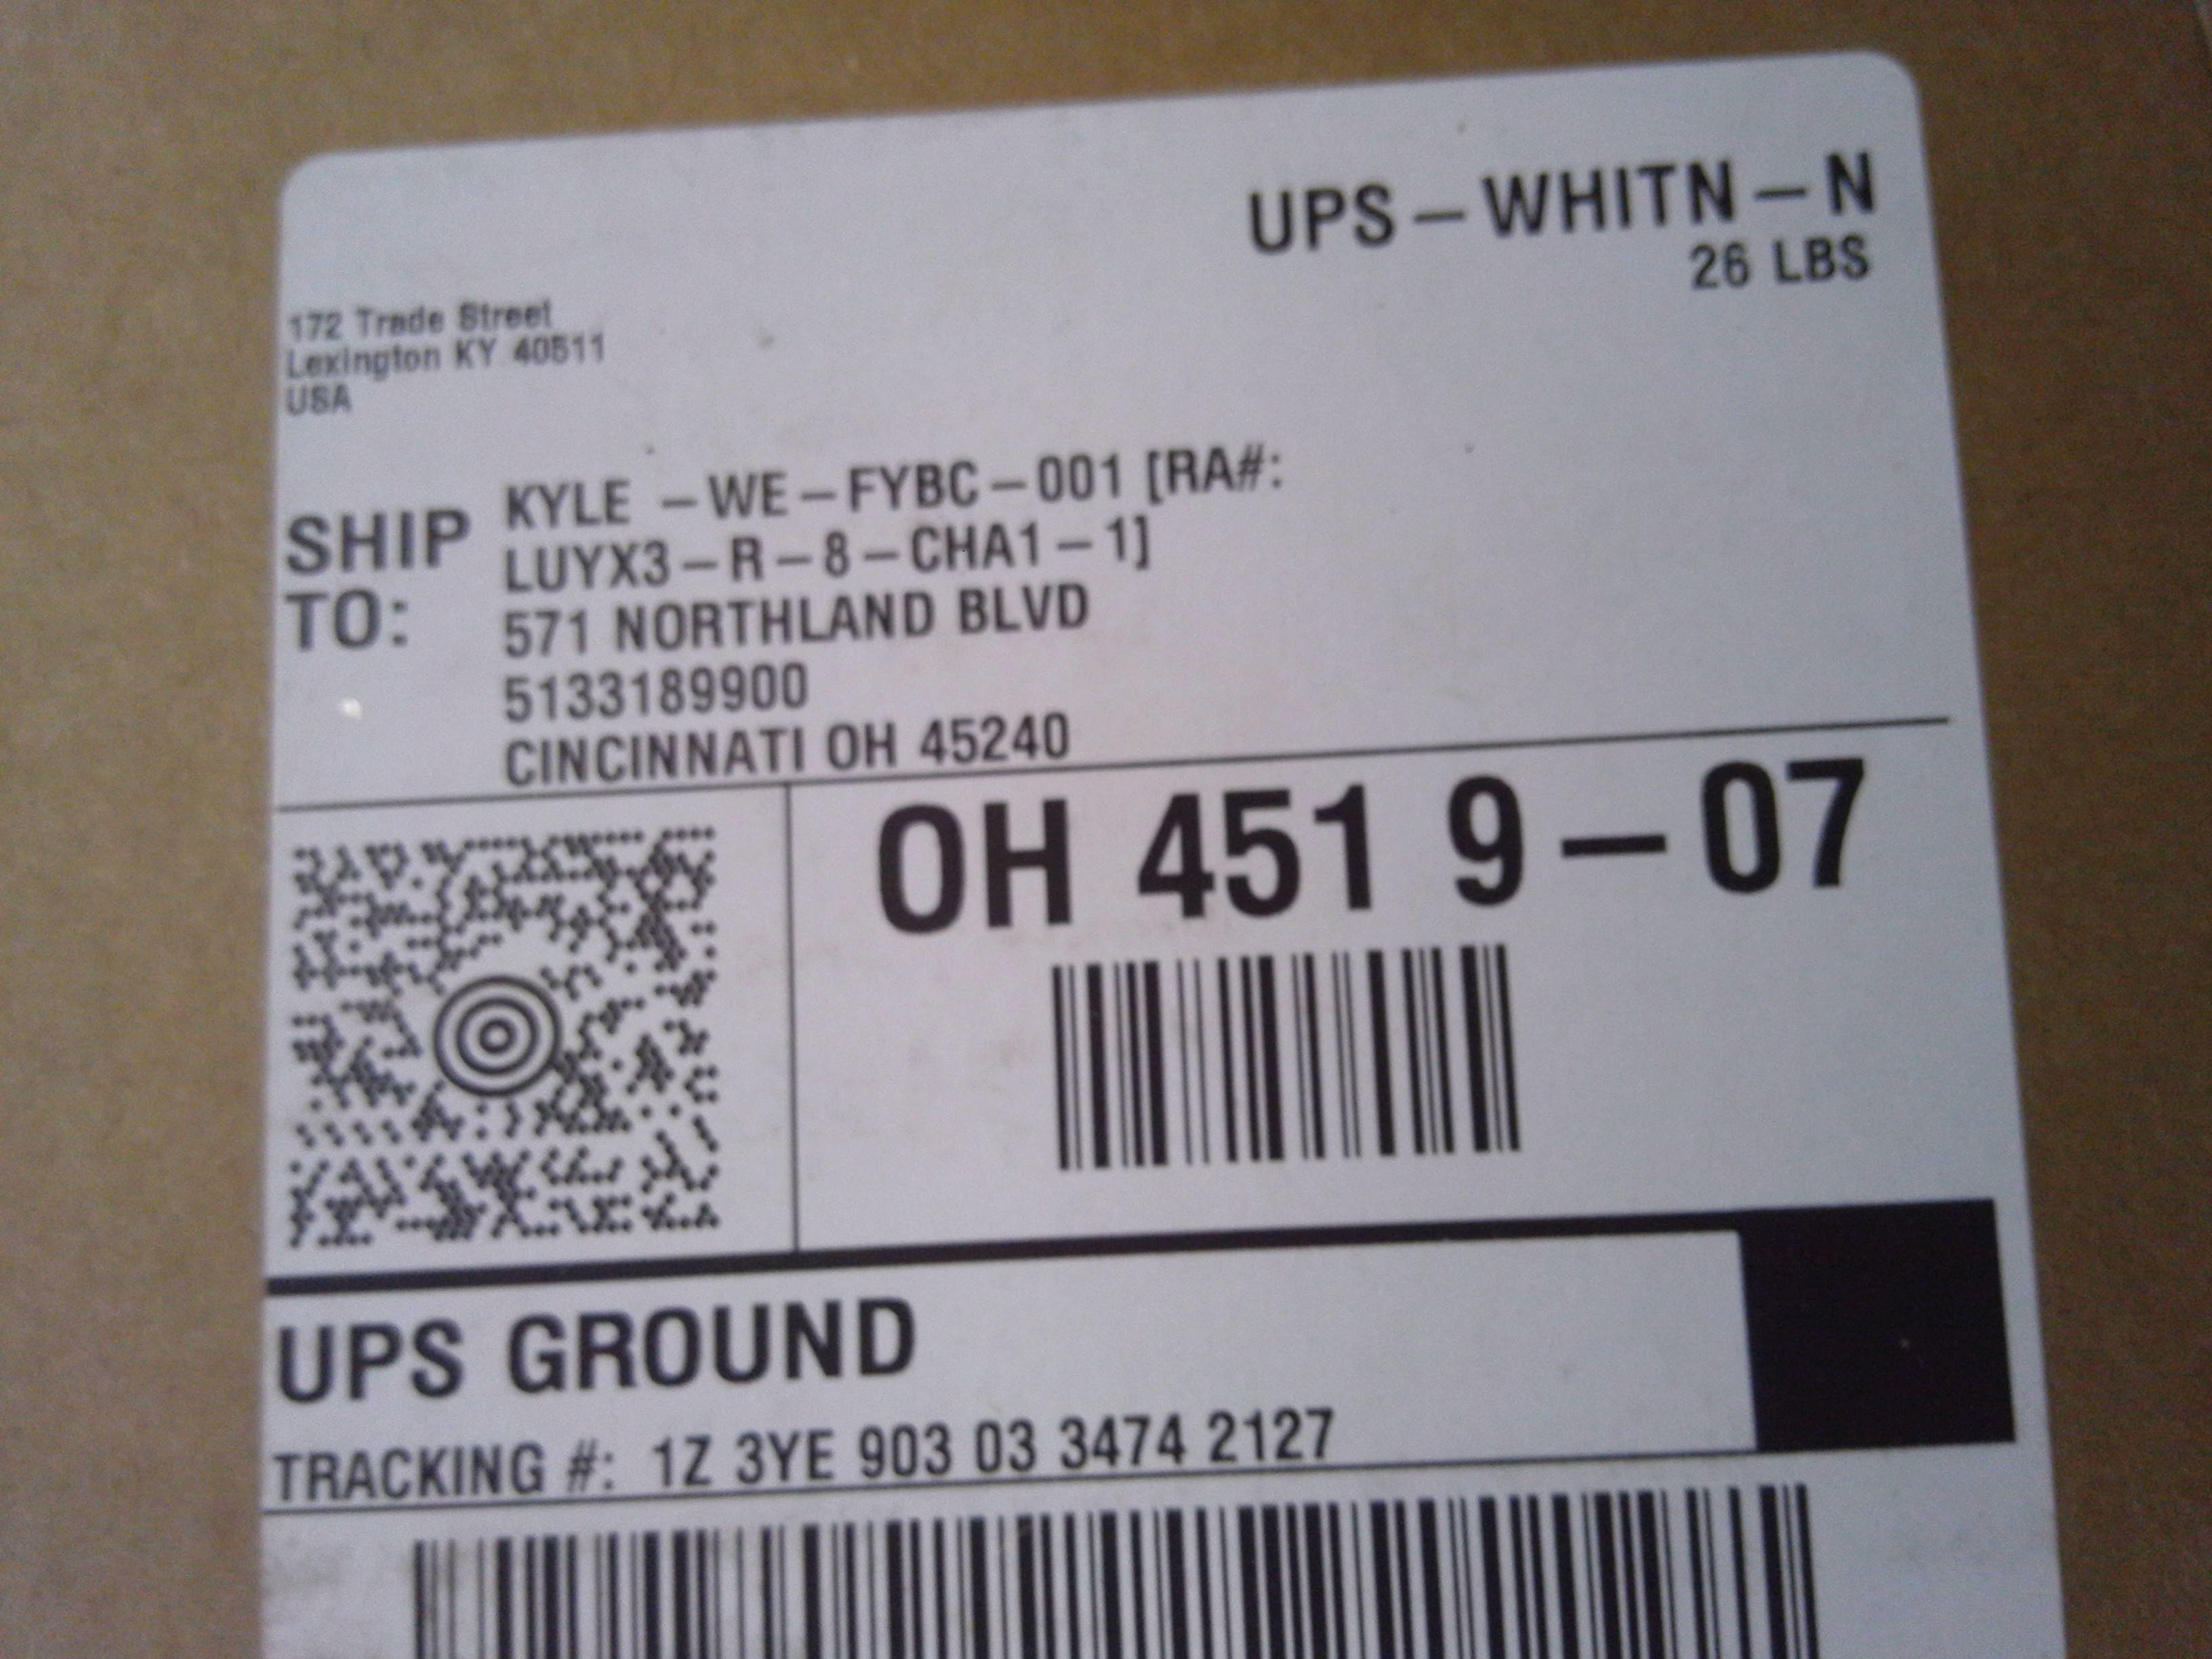 UPS – WHITN – N
26 LBS
172 Trade Street
Lexington KY 40511
USA
SHIP TO:
KYLE – WE – FYBC – 001 [RA#:
LUYX3 – R – 8 – CHA1 – 1]
571 NORTHLAND BLVD
5133189900
CINCINNATI OH 45240
OH 451 9 – 07
UPS GROUND
TRACKING #: 1Z 3YE 903 03 3474 2127